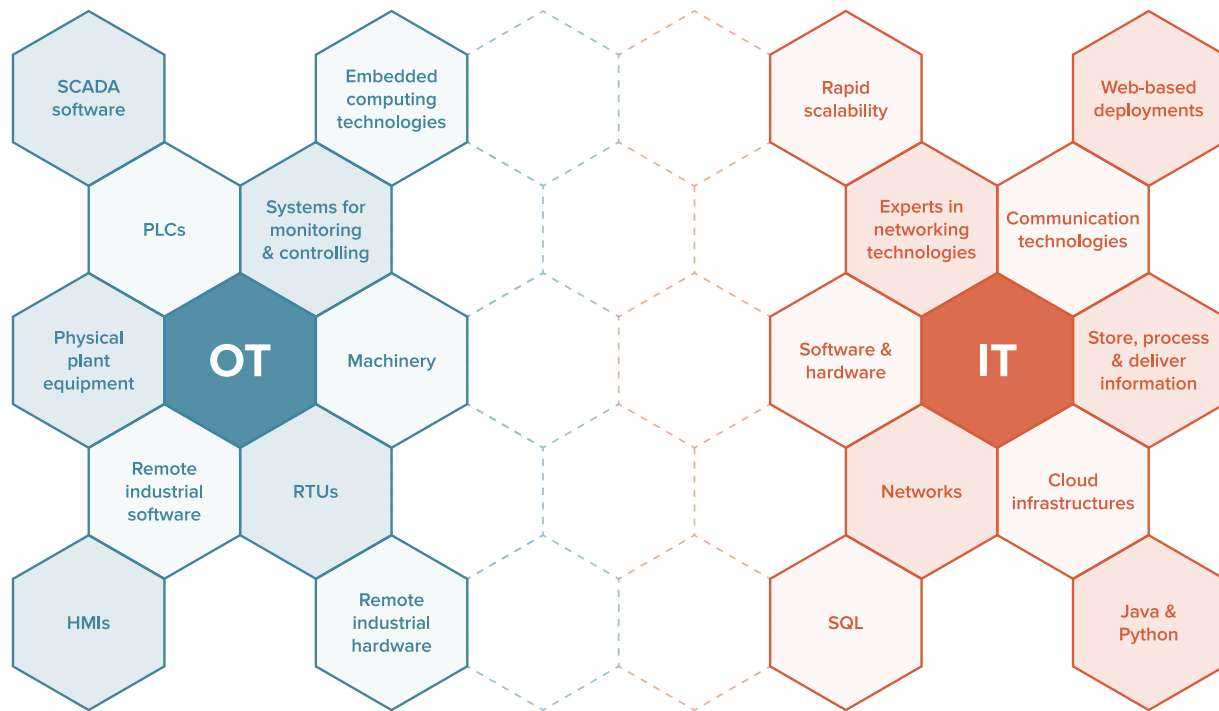 SCADA
software
Embedded
computing
technologies
PLCs
Systems for
monitoring
& controlling
Physical
plant
equipment
OT
Machinery
Remote
industrial
software
RTUs
HMIs
Remote
industrial
hardware
Rapid
scalability
Web-based
deployments
Experts in
networking
technologies
Communication
technologies
Software &
hardware
IT
Store, process
& deliver
information
Networks
Cloud
infrastructures
SQL
Java &
Python